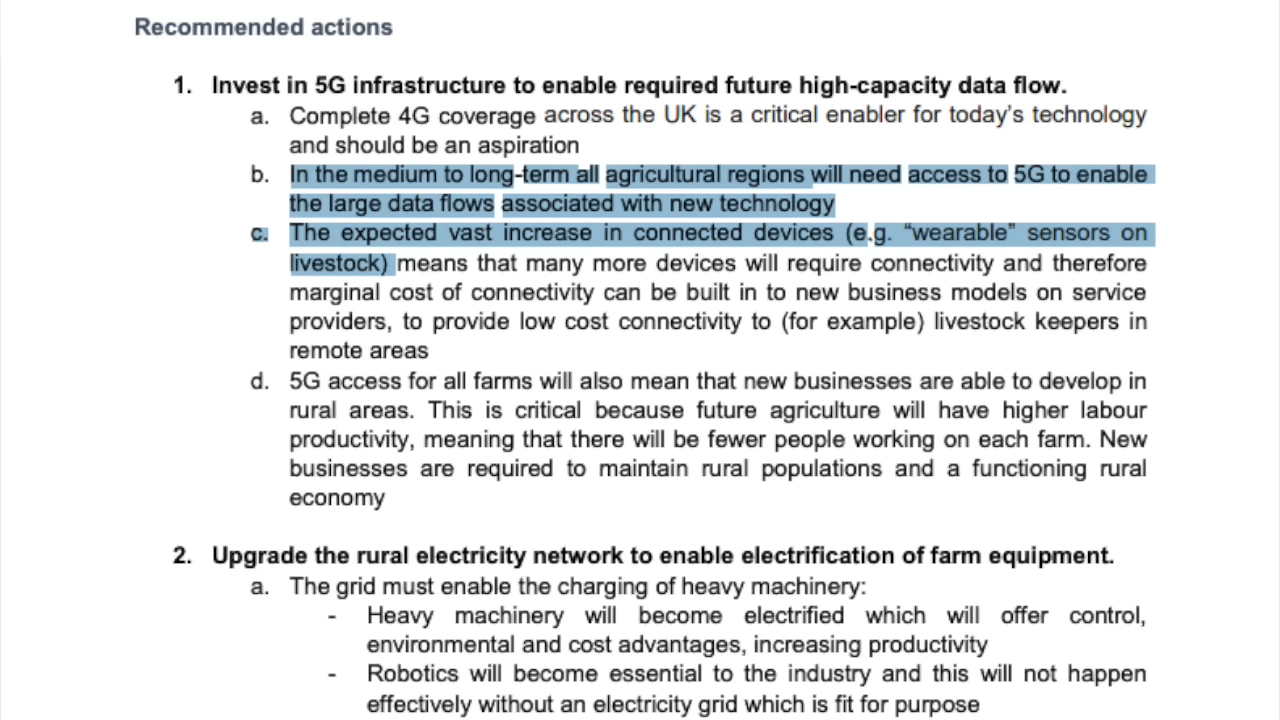 Recommended actions
1. Invest in 5G infrastructure to enable required future high-capacity data flow.
a. Complete 4G coverage across the UK is a critical enabler for today's technology
and should be an aspiration
b. In the medium to long-term all agricultural regions will need access to 5G to enable
the large data flows associated with new technology
c. The expected vast increase in connected devices (e.g. “wearable” sensors on
livestock) means that many more devices will require connectivity and therefore
marginal cost of connectivity can be built in to new business models on service
providers, to provide low cost connectivity to (for example) livestock keepers in
remote areas
d. 5G access for all farms will also mean that new businesses are able to develop in
rural areas. This is critical because future agriculture will have higher labour
productivity, meaning that there will be fewer people working on each farm. New
businesses are required to maintain rural populations and a functioning rural
economy
2. Upgrade the rural electricity network to enable electrification of farm equipment.
a. The grid must enable the charging of heavy machinery:
- Heavy machinery will become electrified which will offer control,
environmental and cost advantages, increasing productivity
- Robotics will become essential to the industry and this will not happen
effectively without an electricity grid which is fit for purpose